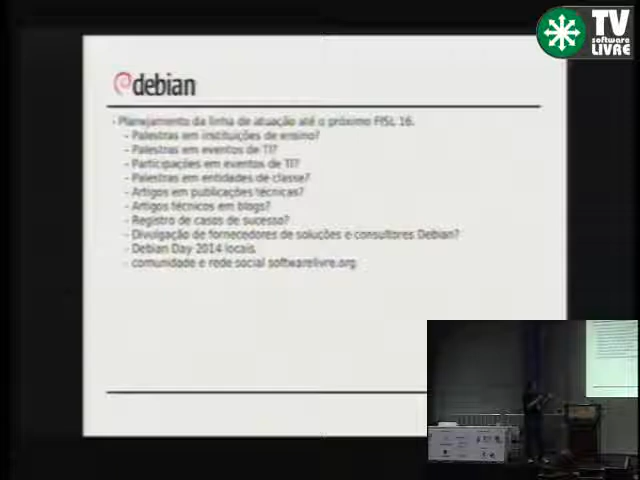 TV
software
LIVRE
debian
- Planejamento da linha de atuação até o próximo FISL 16.
- Palestras em instituições de ensino?
- Palestras em eventos de TI?
- Participações em eventos de TI?
- Palestras em entidades de classe?
- Artigos em publicações técnicas?
- Artigos técnicos em blogs?
- Registro de casos de sucesso?
- Divulgação de fornecedores de soluções e consultores Debian?
- Debian Day 2014 locais
- comunidade e rede social softwarelivre.org